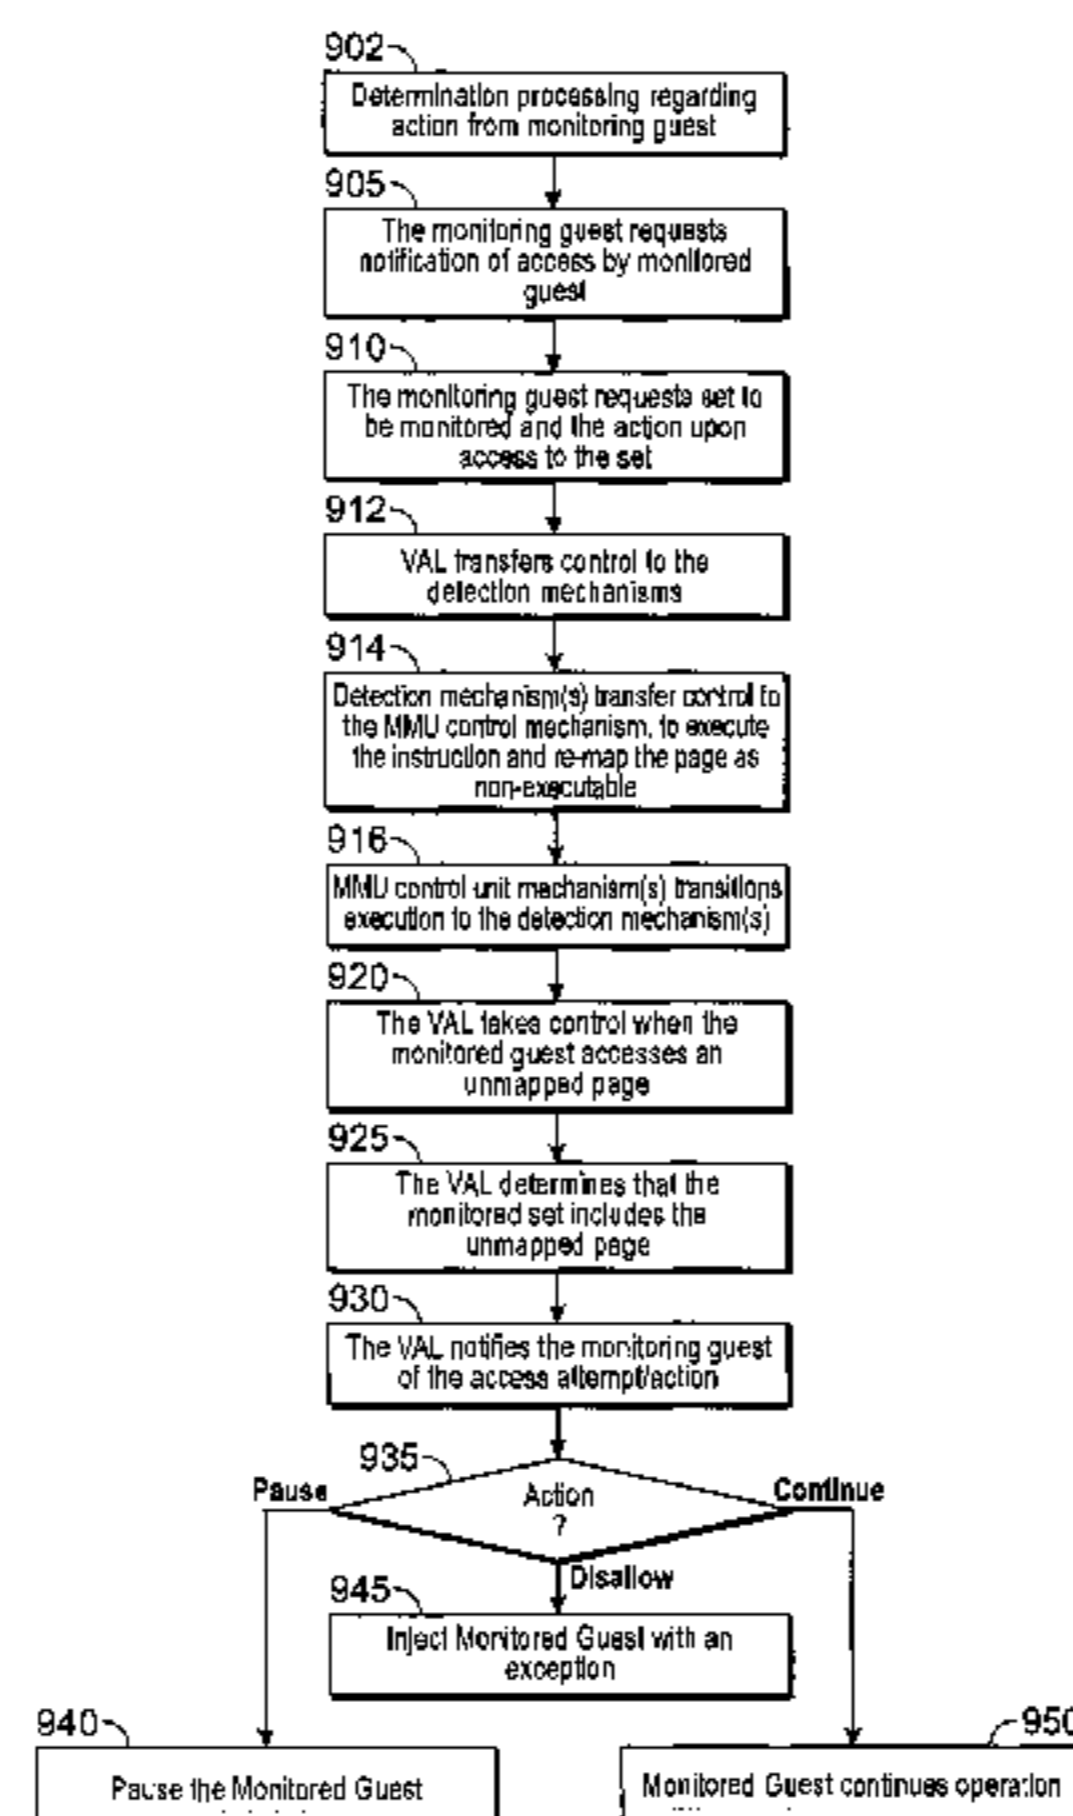 902
Determination processing regarding
action from monitoring guest
905
The monitoring guest requests
notification of access by monitored
guest
910
The monitoring guest requests set to
be monitored and the action upon
access to the set
912
VAL transfers control to the
detection mechanisms
914
Detection mechanism(s) transfer control to
the MMU control mechanism, to execute
the instruction and re-map the page as
non-executable
916
MMU control unit mechanism(s) transitions
execution to the detection mechanism(s)
920
The VAL takes control when the
monitored guest accesses an
unmapped page
925
The VAL determines that the
monitored set includes the
unmapped page
930
The VAL notifies the monitoring guest
of the access attempt/action
935
Pause
Action
?
Continue
Disallow
945
Inject Monitored Guest with an
exception
940
Pause the Monitored Guest
950
Monitored Guest continues operation